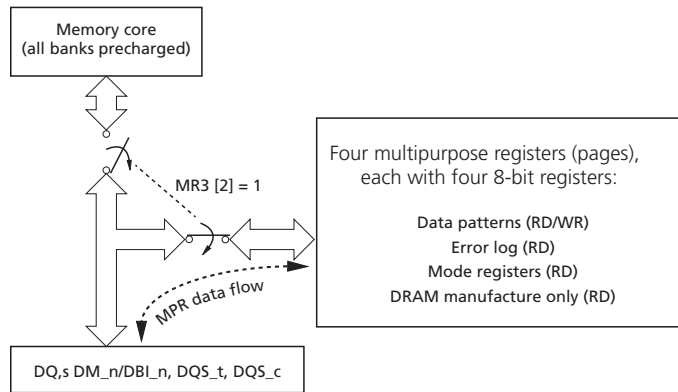 Memory core
(all banks precharged)
Four multipurpose registers (pages),
each with four 8-bit registers:
MR3 [2] = 1
Data patterns (RD/WR)
Error log (RD)
Mode registers (RD)
DRAM manufacture only (RD)
MPR data flow
DQ,s DM_n/DBI_n, DQS_t, DQS_c